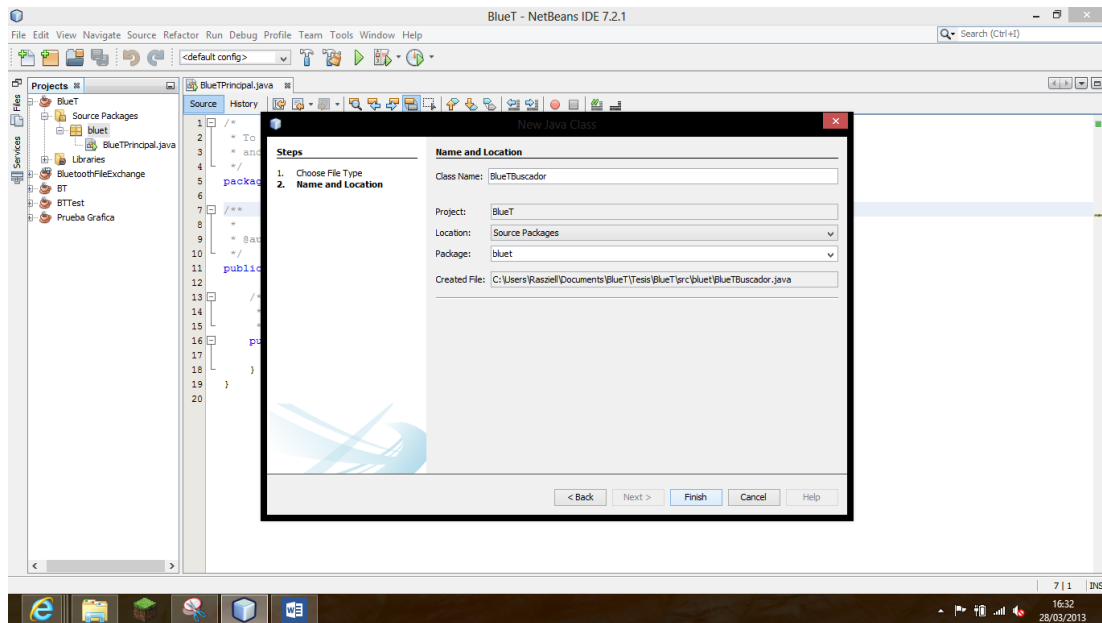 BlueT - NetBeans IDE 7.2.1
File Edit View Navigate Source Refactor Run Debug Profile Team Tools Window Help
Search (Ctrl+I)
<default config>
Projects
BlueTPrincipal.java
Files
Services
BlueT
Source Packages
bluet
BlueTPrincipal.java
Libraries
BluetoothFileExchange
BT
BTTest
Prueba Grafica
Source History
1 /*
2 * To
3 * and
4 */
5 packag
6
7 /**
8 *
9 * @au
10 */
11 public
12
13 /*
14 *
15 *
16 pu
17
18 }
19 }
20
New Java Class
Steps
1. Choose File Type
2. Name and Location
Name and Location
Class Name: BlueTBuscador
Project: BlueT
Location: Source Packages
Package: bluet
Created File: C:\Users\Rasziell\Documents\BlueT\Tesis\BlueT\src\bluet\BlueTBuscador.java
< Back Next > Finish Cancel Help
7 | 1 INS
16:32
28/03/2013